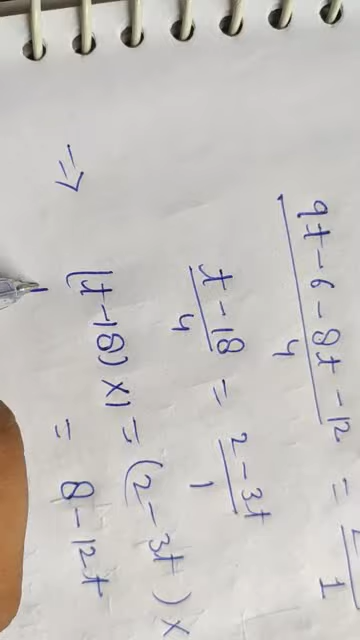 9t - 6 - 8t - 12 / 4 = / 1
t - 18 / 4 = 2 - 3t / 1
⇒ (t - 18) × 1 = (2 - 3t) ×
= 8 - 12t